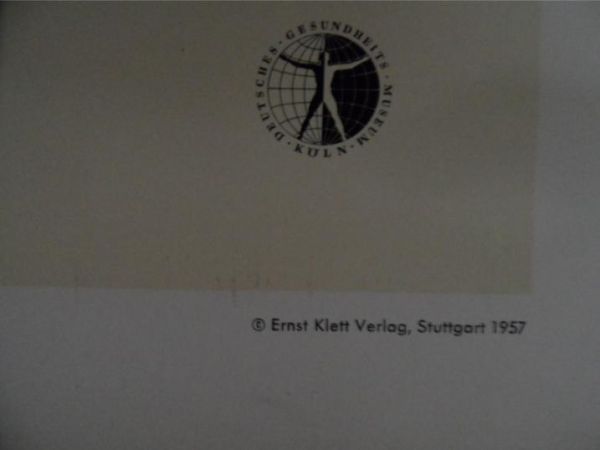 DEUTSCHES · GESUNDHEITS · MUSEUM · KÖLN ·
© Ernst Klett Verlag, Stuttgart 1957